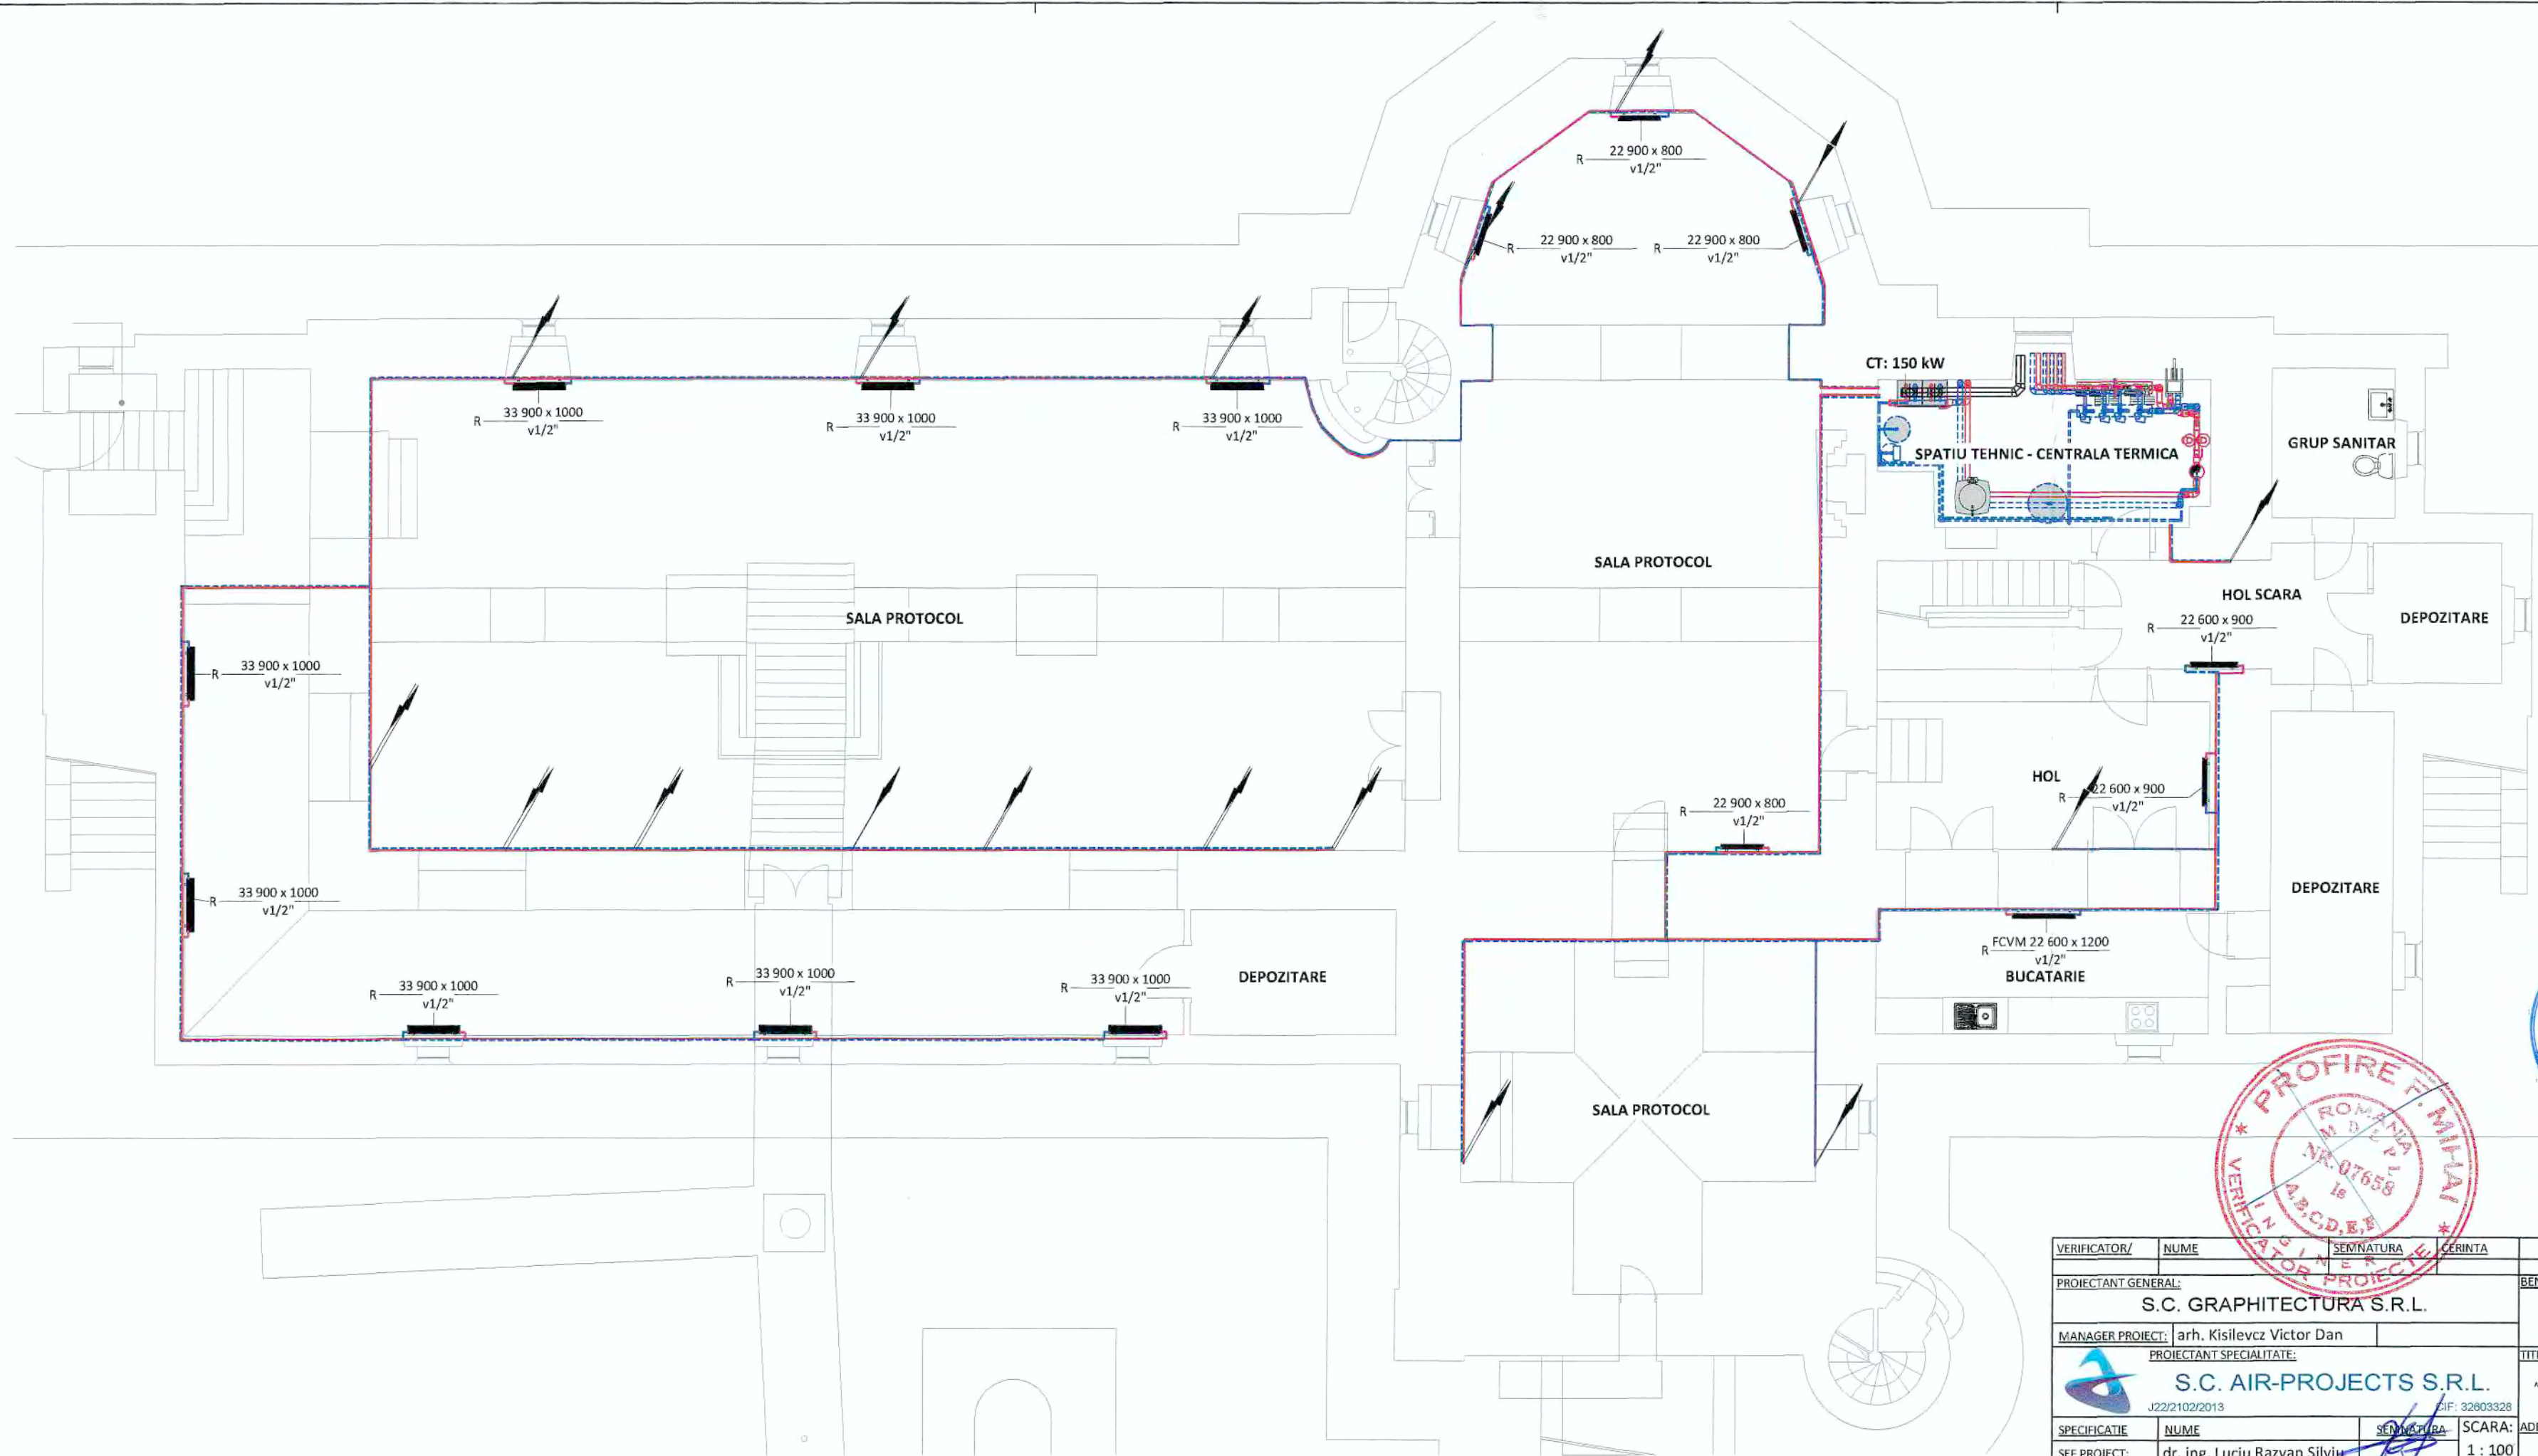 22 900 x 800
R
v1/2"
22 900 x 800
R
v1/2"
22 900 x 800
R
v1/2"
CT: 150 kW
33 900 x 1000
R
v1/2"
33 900 x 1000
R
v1/2"
33 900 x 1000
R
v1/2"
SPATIU TEHNIC - CENTRALA TERMICA
GRUP SANITAR
SALA PROTOCOL
HOL SCARA
SALA PROTOCOL
DEPOZITARE
22 600 x 900
R
v1/2"
33 900 x 1000
R
v1/2"
HOL
22 600 x 900
R
v1/2"
22 900 x 800
R
v1/2"
33 900 x 1000
R
v1/2"
DEPOZITARE
FCVM 22 600 x 1200
R
v1/2"
BUCATARIE
33 900 x 1000
R
v1/2"
33 900 x 1000
R
v1/2"
33 900 x 1000
R
v1/2"
DEPOZITARE
SALA PROTOCOL
* PROFIRE F. MIHAI *
VERIFICATOR PROIECTE
ROMANIA
M D L P L
NR. 07658
Is
A,B,C,D,E,F
INGINER
VERIFICATOR/ NUME SEMNATURA CERINTA
PROIECTANT GENERAL:
S.C. GRAPHITECTURA S.R.L.
MANAGER PROIECT: arh. Kisilevcz Victor Dan
PROIECTANT SPECIALITATE:
S.C. AIR-PROJECTS S.R.L.
J22/2102/2013 CIF: 32603328
SPECIFICATIE NUME SEMNATURA SCARA:
SEF PROIECT: dr. ing. Luciu Razvan Silviu 1 : 100